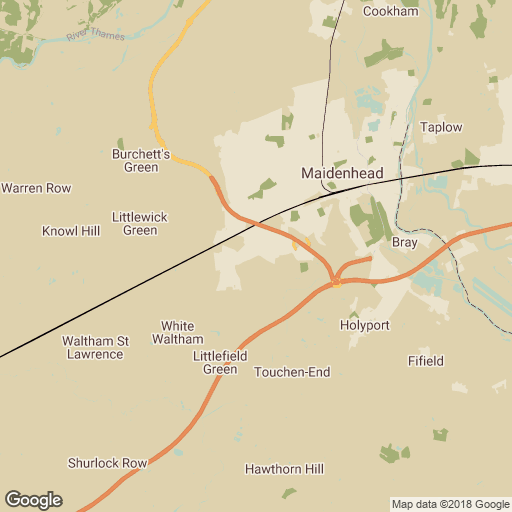 Cookham
River Thames
Taplow
Burchett's
Green
Maidenhead
Warren Row
Littlewick
Green
Knowl Hill
Bray
White
Waltham
Holyport
Waltham St
Lawrence
Littlefield
Green
Fifield
Touchen-End
Shurlock Row
Hawthorn Hill
Google
Map data ©2018 Google